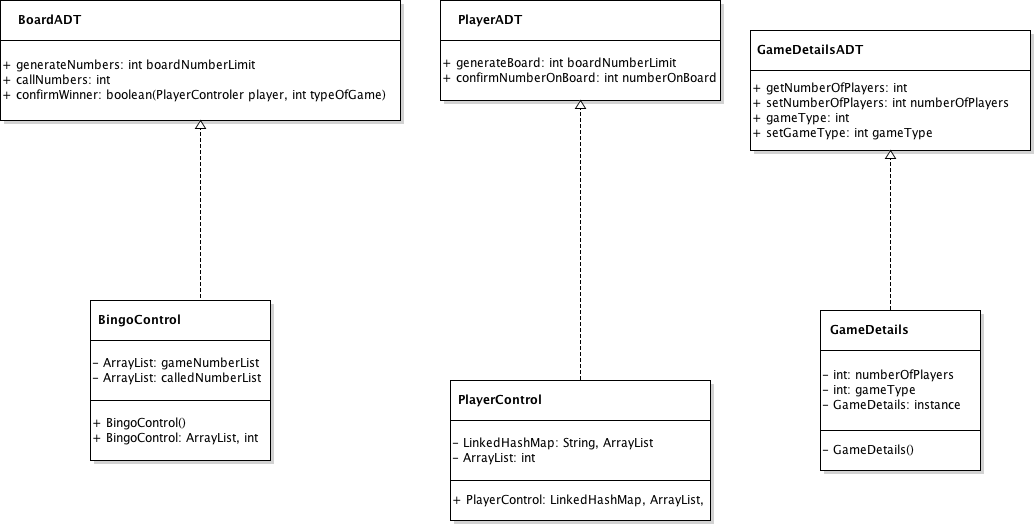 BoardADT
+ generateNumbers: int boardNumberLimit
+ callNumbers: int
+ confirmWinner: boolean(PlayerControler player, int typeOfGame)
PlayerADT
+ generateBoard: int boardNumberLimit
+ confirmNumberOnBoard: int numberOnBoard
GameDetailsADT
+ getNumberOfPlayers: int
+ setNumberOfPlayers: int numberOfPlayers
+ gameType: int
+ setGameType: int gameType
BingoControl
- ArrayList: gameNumberList
- ArrayList: calledNumberList
+ BingoControl()
+ BingoControl: ArrayList, int
PlayerControl
- LinkedHashMap: String, ArrayList
- ArrayList: int
+ PlayerControl: LinkedHashMap, ArrayList,
GameDetails
- int: numberOfPlayers
- int: gameType
- GameDetails: instance
- GameDetails()